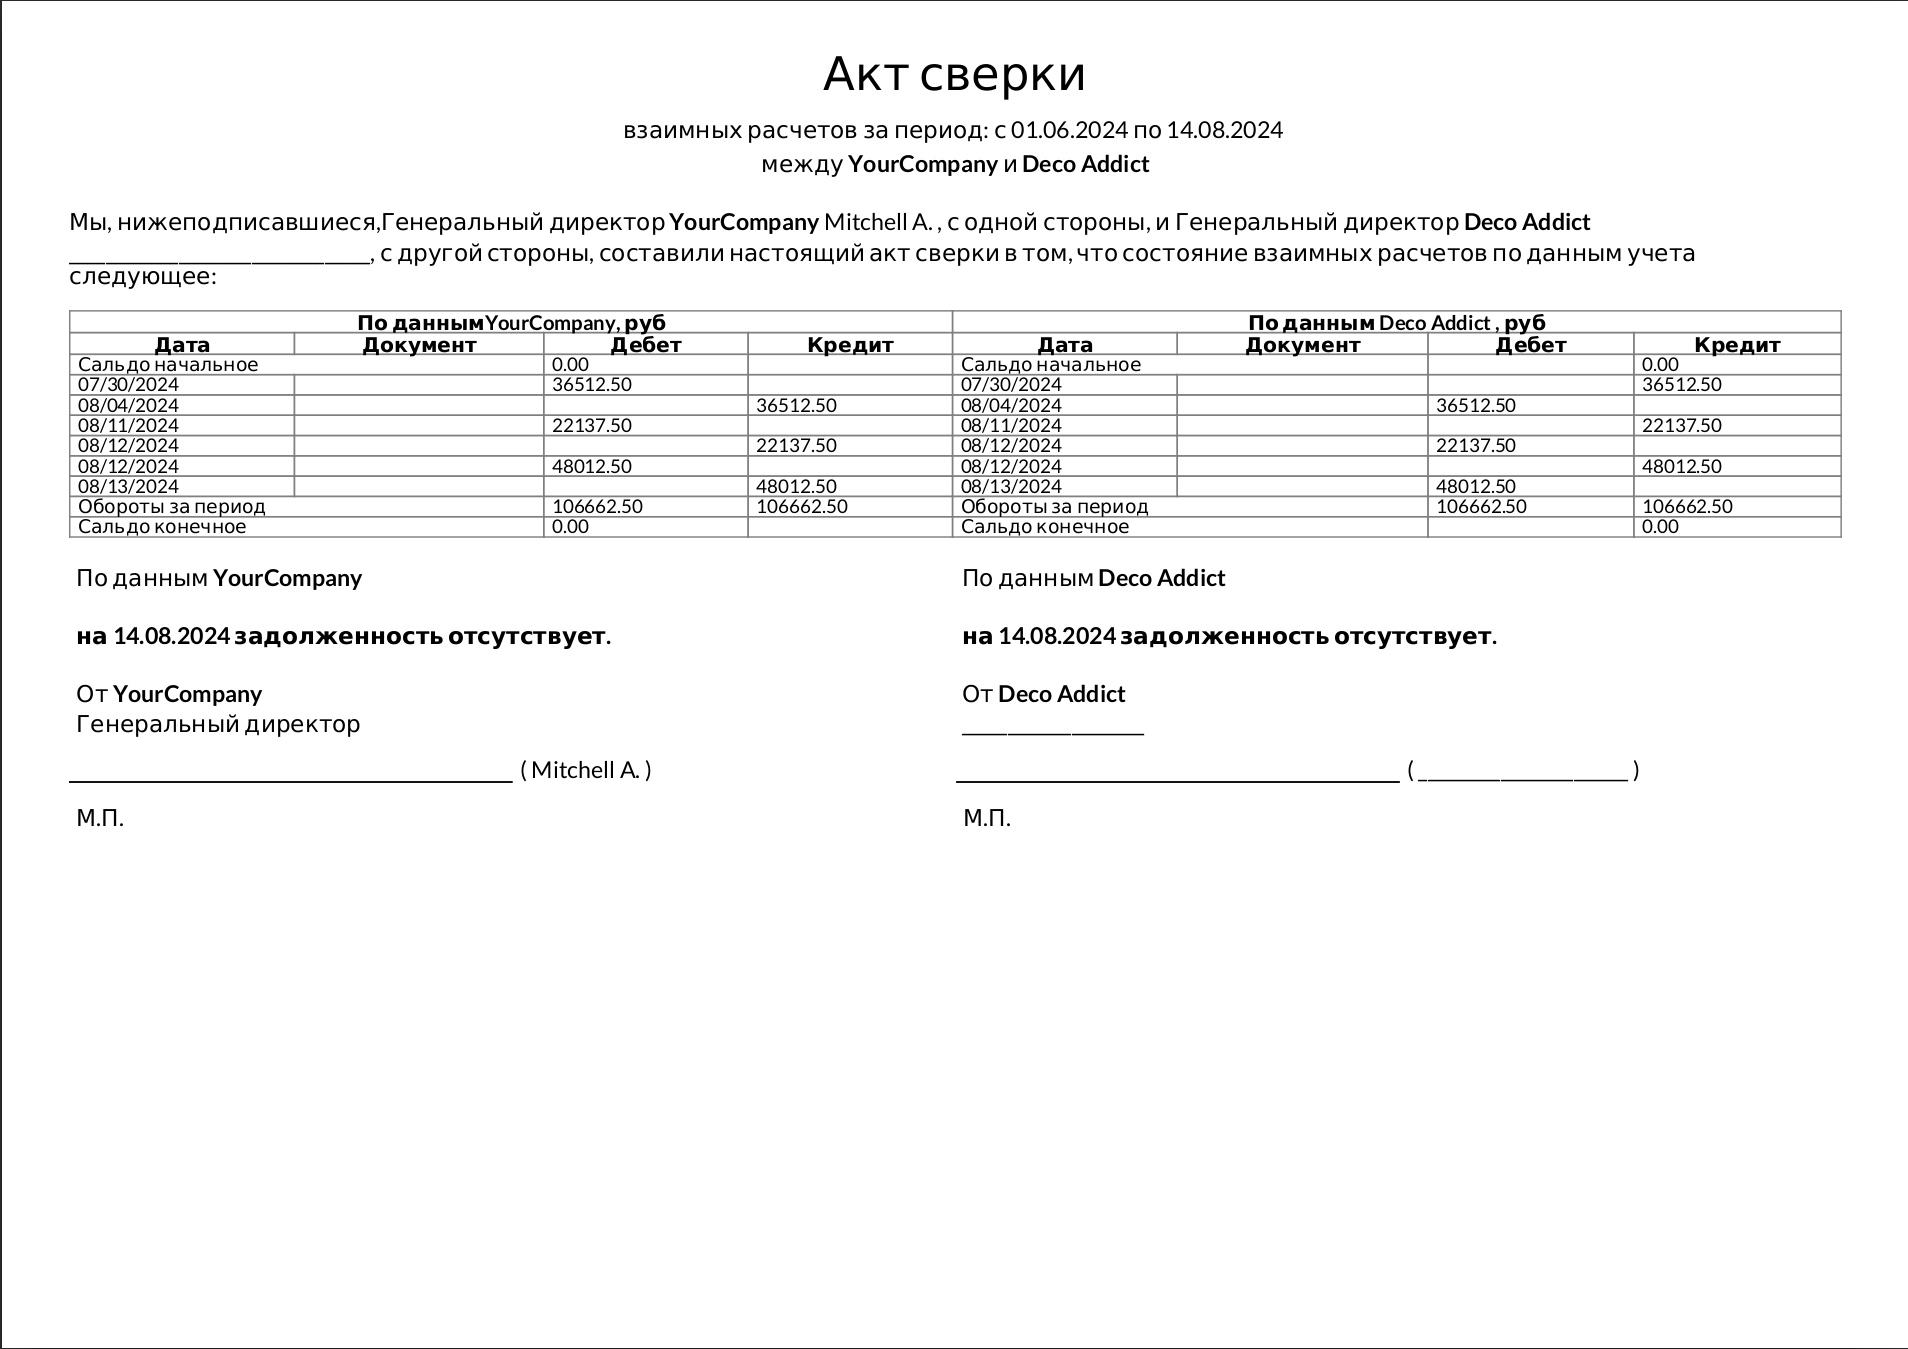 Акт сверки
взаимных расчетов за период: с 01.06.2024 по 14.08.2024
между YourCompany и Deco Addict
Мы, нижеподписавшиеся,Генеральный директор YourCompany Mitchell A. , с одной стороны, и Генеральный директор Deco Addict
_________________________, с другой стороны, составили настоящий акт сверки в том, что состояние взаимных расчетов по данным учета
следующее:
По данным YourCompany, руб По данным Deco Addict , руб
Дата Документ Дебет Кредит Дата Документ Дебет Кредит
Сальдо начальное 0.00 Сальдо начальное 0.00
07/30/2024 36512.50 07/30/2024 36512.50
08/04/2024 36512.50 08/04/2024 36512.50
08/11/2024 22137.50 08/11/2024 22137.50
08/12/2024 22137.50 08/12/2024 22137.50
08/12/2024 48012.50 08/12/2024 48012.50
08/13/2024 48012.50 08/13/2024 48012.50
Обороты за период 106662.50 106662.50 Обороты за период 106662.50 106662.50
Сальдо конечное 0.00 Сальдо конечное 0.00
По данным YourCompany По данным Deco Addict
на 14.08.2024 задолженность отсутствует. на 14.08.2024 задолженность отсутствует.
От YourCompany От Deco Addict
Генеральный директор _______________
( Mitchell A. ) ( _________________ )
М.П. М.П.